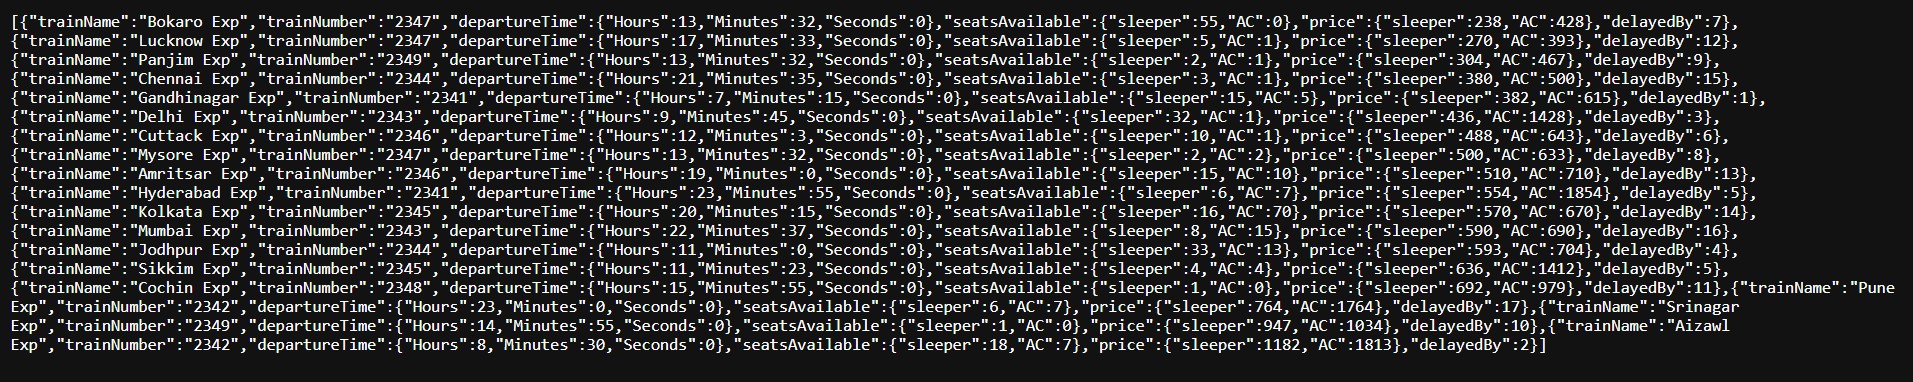 [{"trainName":"Bokaro Exp","trainNumber":"2347","departureTime":{"Hours":13,"Minutes":32,"Seconds":0},"seatsAvailable":{"sleeper":55,"AC":0},"price":{"sleeper":238,"AC":428},"delayedBy":7},
{"trainName":"Lucknow Exp","trainNumber":"2347","departureTime":{"Hours":17,"Minutes":33,"Seconds":0},"seatsAvailable":{"sleeper":5,"AC":1},"price":{"sleeper":270,"AC":393},"delayedBy":12},
{"trainName":"Panjim Exp","trainNumber":"2349","departureTime":{"Hours":13,"Minutes":32,"Seconds":0},"seatsAvailable":{"sleeper":2,"AC":1},"price":{"sleeper":304,"AC":467},"delayedBy":9},
{"trainName":"Chennai Exp","trainNumber":"2344","departureTime":{"Hours":21,"Minutes":35,"Seconds":0},"seatsAvailable":{"sleeper":3,"AC":1},"price":{"sleeper":380,"AC":500},"delayedBy":15},
{"trainName":"Gandhinagar Exp","trainNumber":"2341","departureTime":{"Hours":7,"Minutes":15,"Seconds":0},"seatsAvailable":{"sleeper":15,"AC":5},"price":{"sleeper":382,"AC":615},"delayedBy":1},
{"trainName":"Delhi Exp","trainNumber":"2343","departureTime":{"Hours":9,"Minutes":45,"Seconds":0},"seatsAvailable":{"sleeper":32,"AC":1},"price":{"sleeper":436,"AC":1428},"delayedBy":3},
{"trainName":"Cuttack Exp","trainNumber":"2346","departureTime":{"Hours":12,"Minutes":3,"Seconds":0},"seatsAvailable":{"sleeper":10,"AC":1},"price":{"sleeper":488,"AC":643},"delayedBy":6},
{"trainName":"Mysore Exp","trainNumber":"2347","departureTime":{"Hours":13,"Minutes":32,"Seconds":0},"seatsAvailable":{"sleeper":2,"AC":2},"price":{"sleeper":500,"AC":633},"delayedBy":8},
{"trainName":"Amritsar Exp","trainNumber":"2346","departureTime":{"Hours":19,"Minutes":0,"Seconds":0},"seatsAvailable":{"sleeper":15,"AC":10},"price":{"sleeper":510,"AC":710},"delayedBy":13},
{"trainName":"Hyderabad Exp","trainNumber":"2341","departureTime":{"Hours":23,"Minutes":55,"Seconds":0},"seatsAvailable":{"sleeper":6,"AC":7},"price":{"sleeper":554,"AC":1854},"delayedBy":5},
{"trainName":"Kolkata Exp","trainNumber":"2345","departureTime":{"Hours":20,"Minutes":15,"Seconds":0},"seatsAvailable":{"sleeper":16,"AC":70},"price":{"sleeper":570,"AC":670},"delayedBy":14},
{"trainName":"Mumbai Exp","trainNumber":"2343","departureTime":{"Hours":22,"Minutes":37,"Seconds":0},"seatsAvailable":{"sleeper":8,"AC":15},"price":{"sleeper":590,"AC":690},"delayedBy":16},
{"trainName":"Jodhpur Exp","trainNumber":"2344","departureTime":{"Hours":11,"Minutes":0,"Seconds":0},"seatsAvailable":{"sleeper":33,"AC":13},"price":{"sleeper":593,"AC":704},"delayedBy":4},
{"trainName":"Sikkim Exp","trainNumber":"2345","departureTime":{"Hours":11,"Minutes":23,"Seconds":0},"seatsAvailable":{"sleeper":4,"AC":4},"price":{"sleeper":636,"AC":1412},"delayedBy":5},
{"trainName":"Cochin Exp","trainNumber":"2348","departureTime":{"Hours":15,"Minutes":55,"Seconds":0},"seatsAvailable":{"sleeper":1,"AC":0},"price":{"sleeper":692,"AC":979},"delayedBy":11},{"trainName":"Pune
Exp","trainNumber":"2342","departureTime":{"Hours":23,"Minutes":0,"Seconds":0},"seatsAvailable":{"sleeper":6,"AC":7},"price":{"sleeper":764,"AC":1764},"delayedBy":17},{"trainName":"Srinagar
Exp","trainNumber":"2349","departureTime":{"Hours":14,"Minutes":55,"Seconds":0},"seatsAvailable":{"sleeper":1,"AC":0},"price":{"sleeper":947,"AC":1034},"delayedBy":10},{"trainName":"Aizawl
Exp","trainNumber":"2342","departureTime":{"Hours":8,"Minutes":30,"Seconds":0},"seatsAvailable":{"sleeper":18,"AC":7},"price":{"sleeper":1182,"AC":1813},"delayedBy":2}]